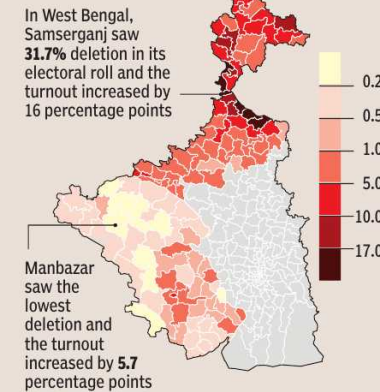 In West Bengal,
Samserganj saw
31.7% deletion in its
electoral roll and the
turnout increased by
16 percentage points
0.2
0.5
1.0
5.0
10.0
17.0
Manbazar
saw the
lowest
deletion and
the turnout
increased by 5.7
percentage points